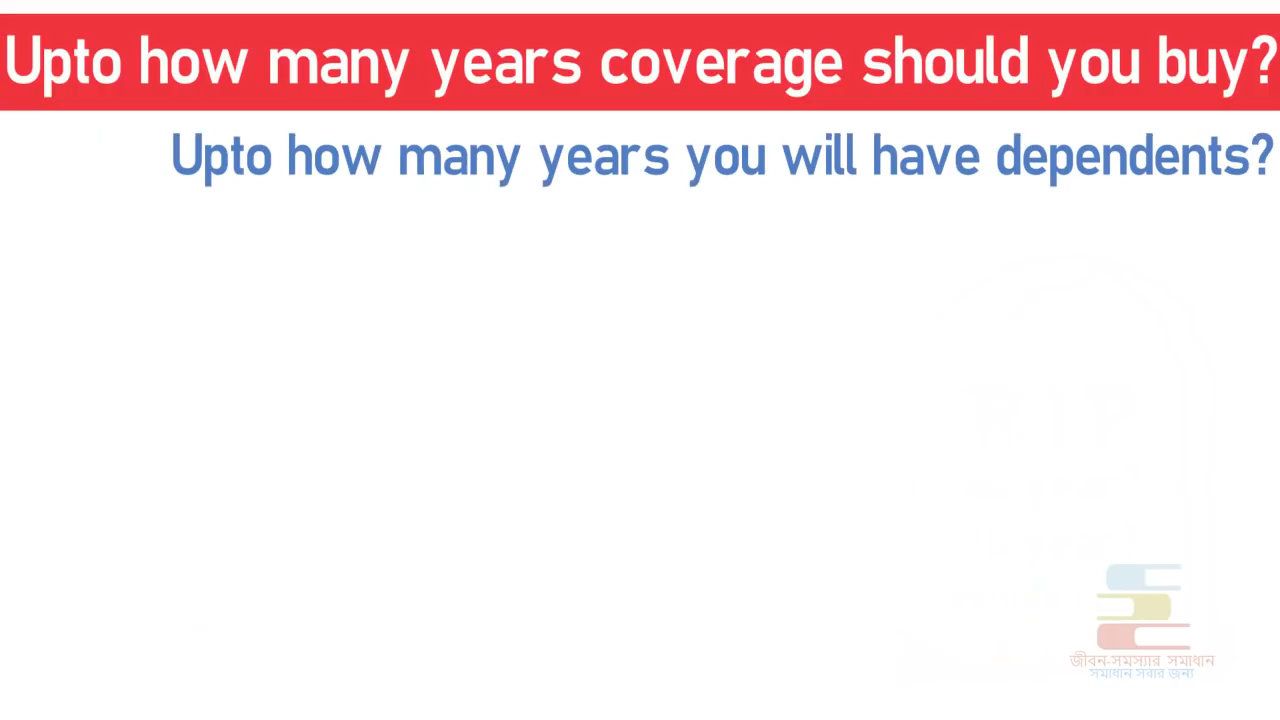 Upto how many years coverage should you buy?
Upto how many years you will have dependents?
RIP
জীবন-সমস্যার সমাধান
সমাধান সবার জন্য